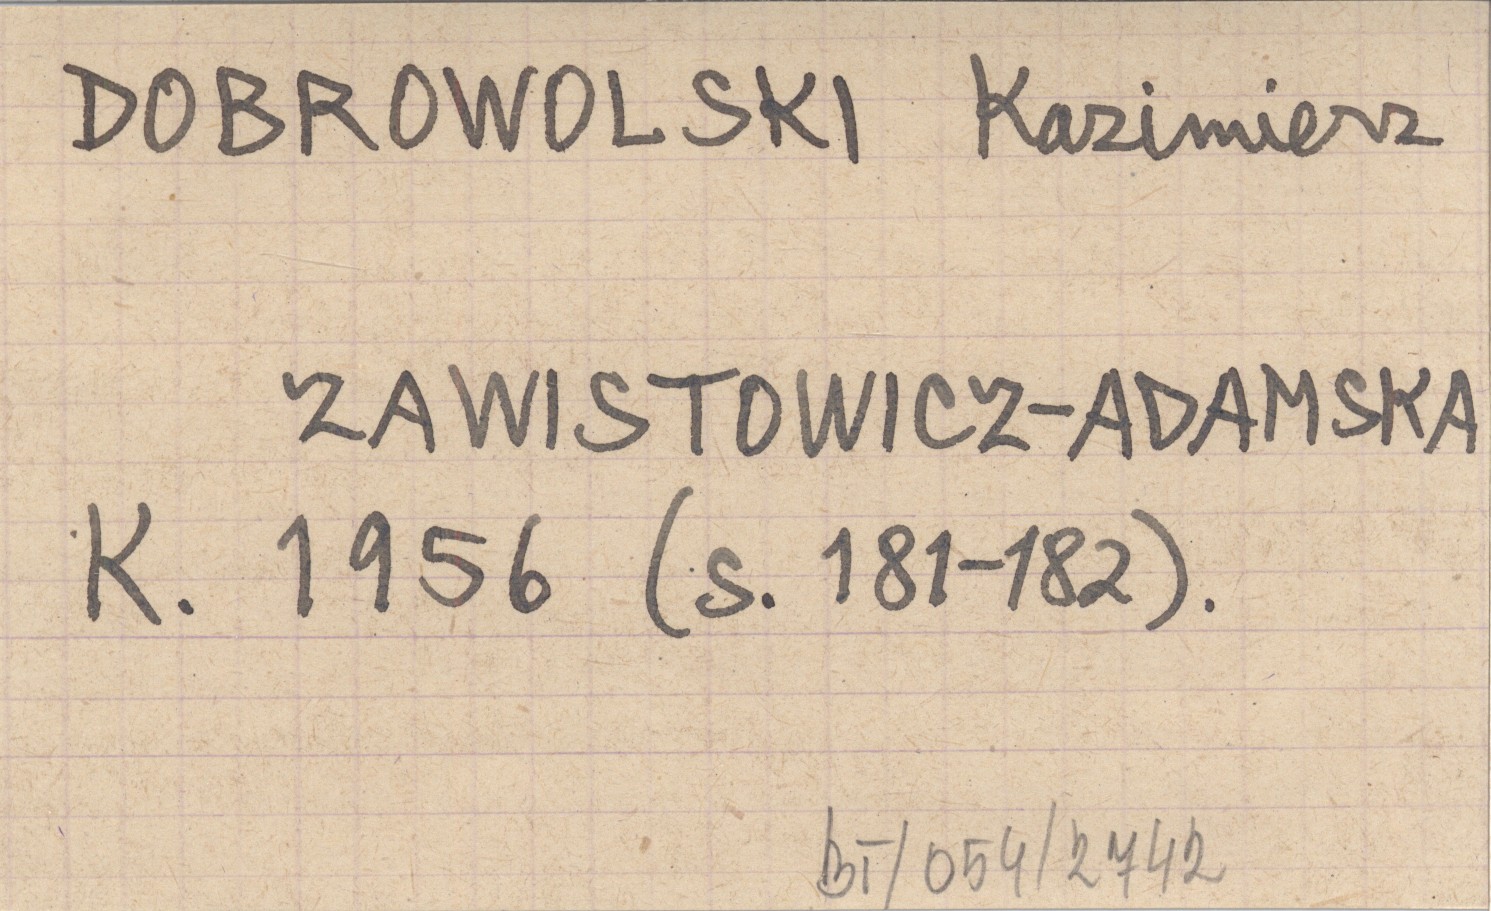 DOBROWOLSKI Kazimierz
ZAWISTOWICZ-ADAMSKA
K. 1956 (s. 181-182).
BI/054/2742